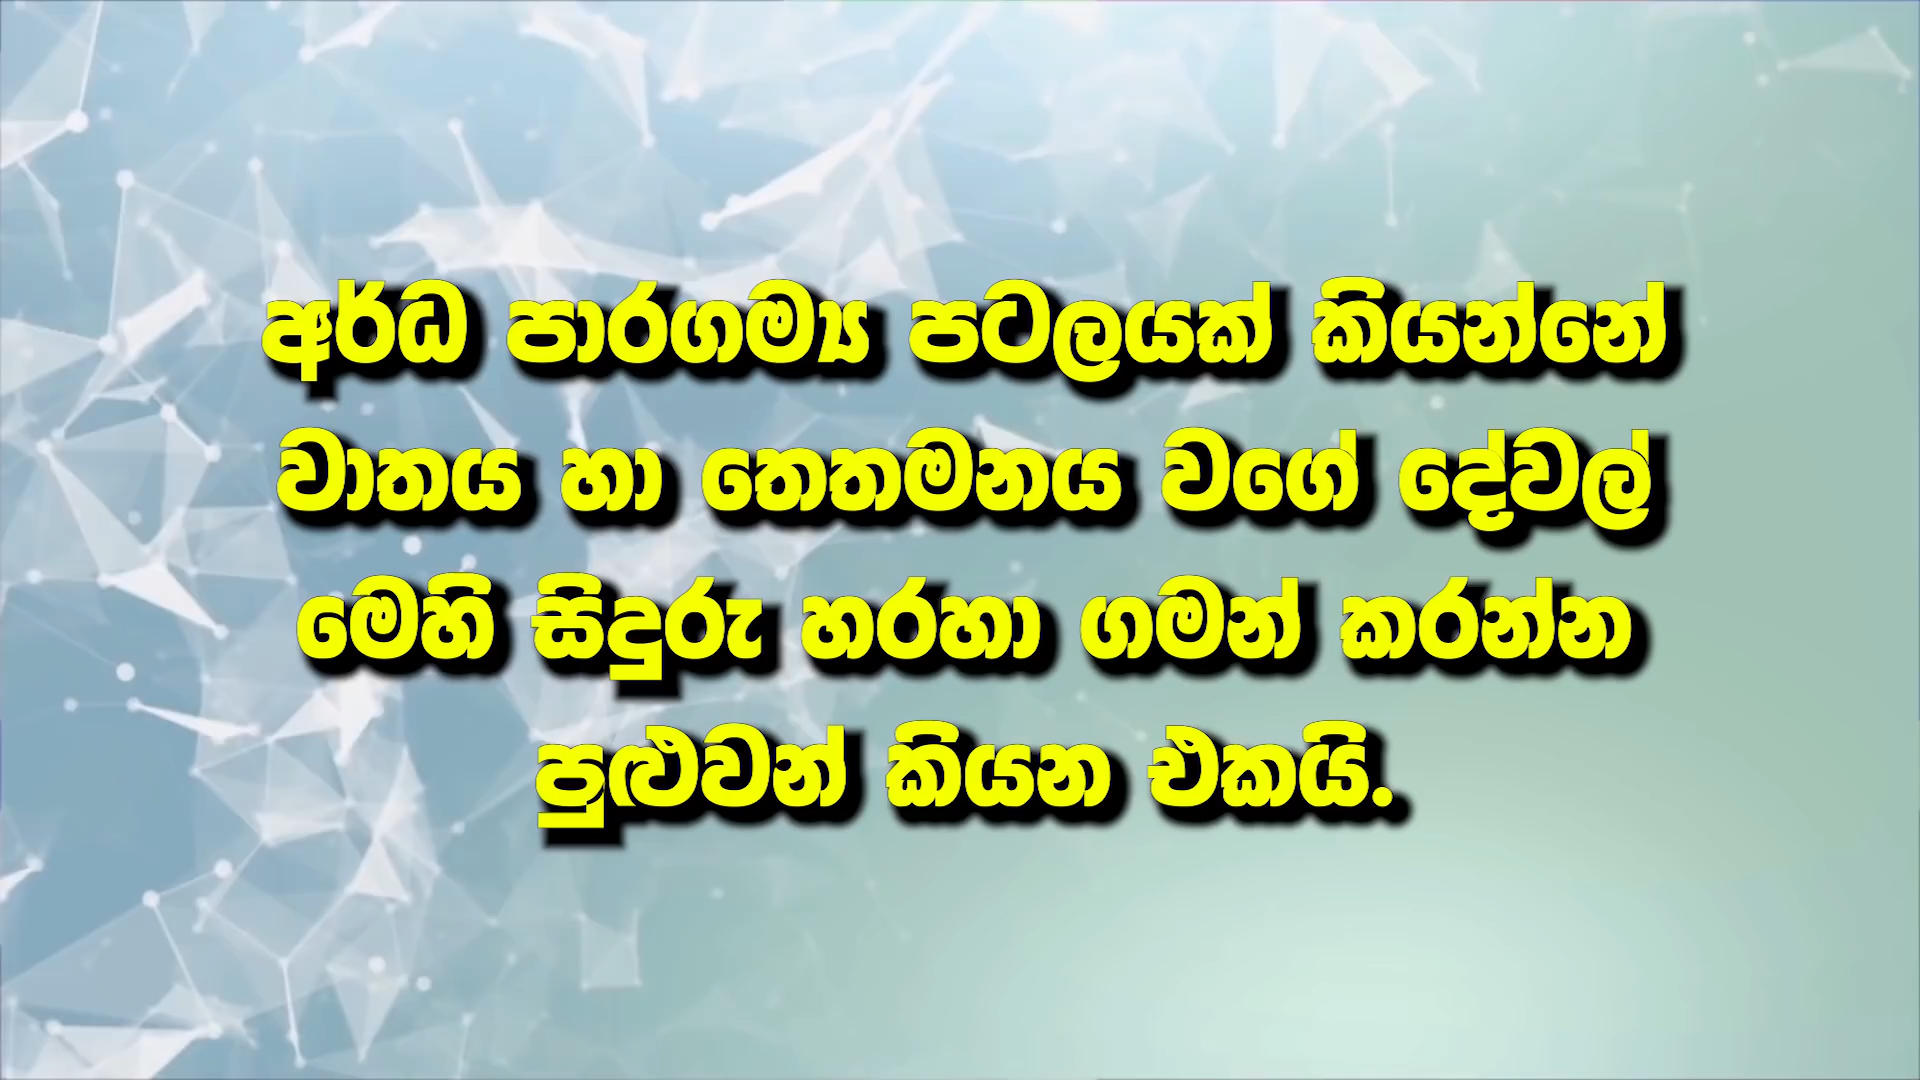 අර්ධ පාරගම්‍ය පටලයක් කියන්නේ
වාතය හා තෙතමනය වගේ දේවල්
මෙහි සිදුරු හරහා ගමන් කරන්න
පුළුවන් කියන එකයි.